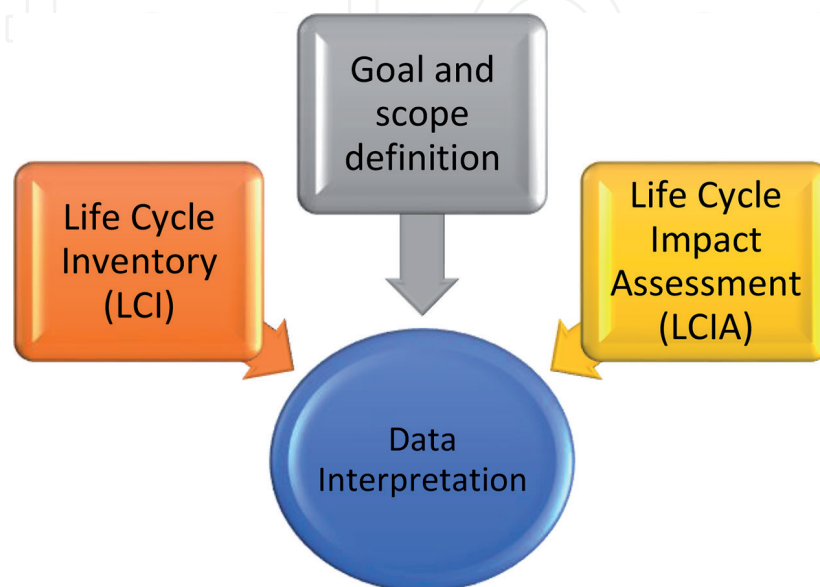 Goal and
scope
definition
Life Cycle
Inventory
(LCI)
Life Cycle
Impact
Assessment
(LCIA)
Data
Interpretation